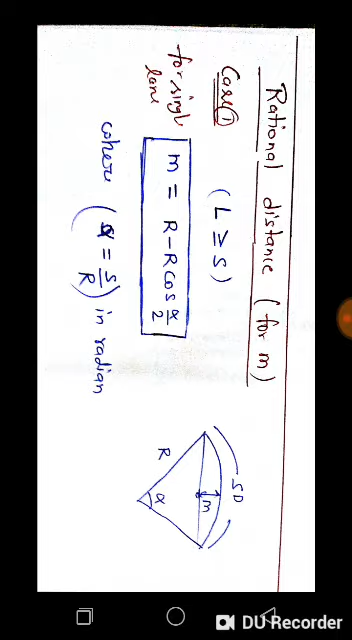 Rational distance (for m)
Case ① (L ≥ S)
for single
lane
m = R - R cos α/2
where (α = S/R) in radian
SD
m
R
α
DU Recorder